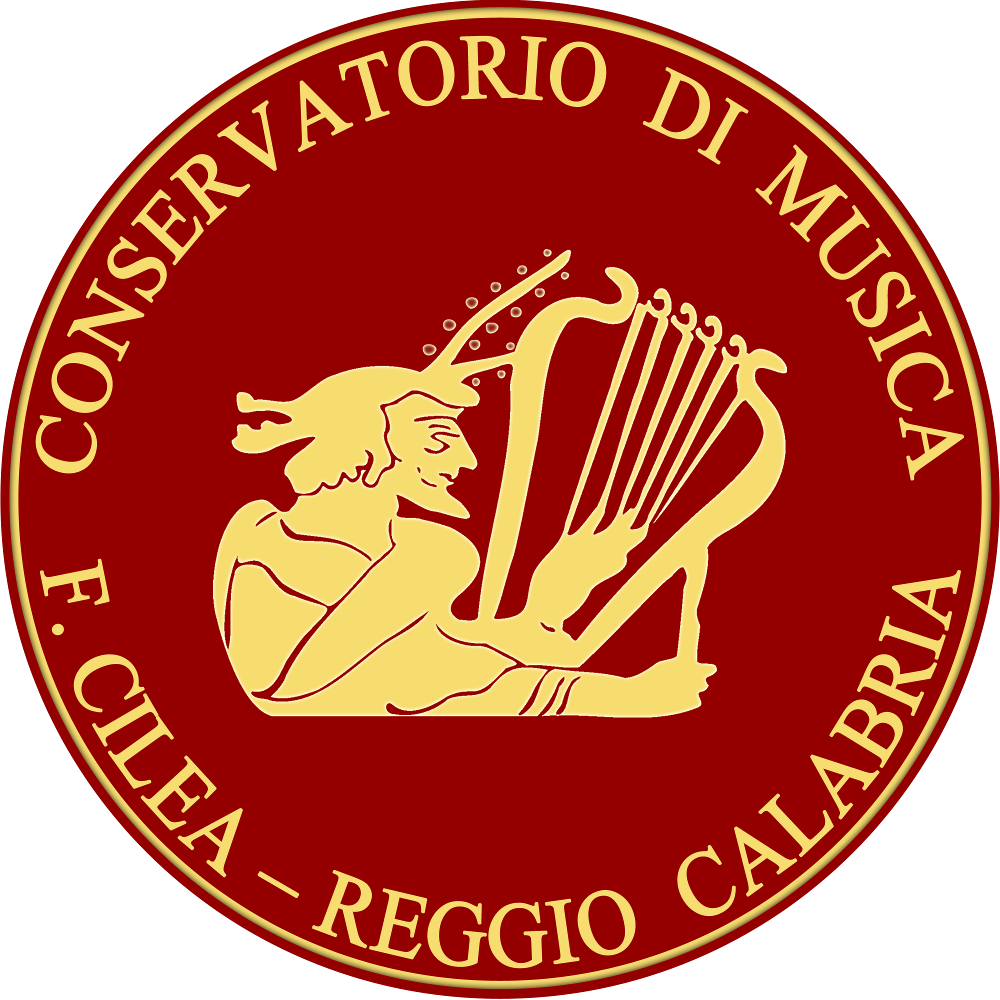 CONSERVATORIO DI MUSICA
F. CILEA – REGGIO CALABRIA